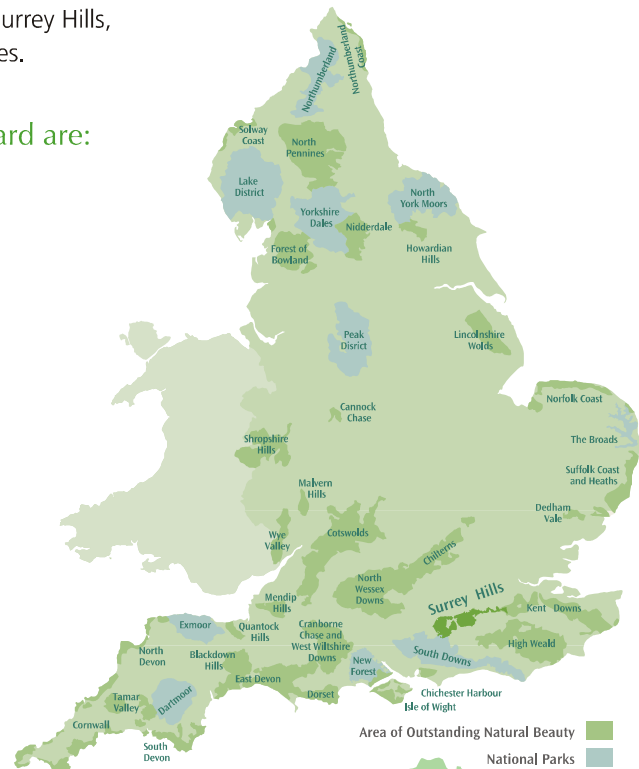 urrey Hills,
es.
ard are:
Northumberland
Northumberland
Coast
Solway
Coast
North
Pennines
Lake
District
Yorkshire
Dales
Nidderdale
North
York Moors
Howardian
Hills
Forest of
Bowland
Peak
Disrict
Lincolnshire
Wolds
Cannock
Chase
Norfolk Coast
The Broads
Shropshire
Hills
Suffolk Coast
and Heaths
Malvern
Hills
Dedham
Vale
Wye
Valley
Cotswolds
Chilterns
North
Wessex
Downs
Mendip
Hills
Surrey Hills
Kent Downs
Exmoor
Quantock
Hills
Cranborne
Chase and
West Wiltshire
Downs
High Weald
North
Devon
Blackdown
Hills
New
Forest
South Downs
East Devon
Dorset
Tamar
Valley
Dartmoor
Chichester Harbour
Isle of Wight
Cornwall
South
Devon
Area of Outstanding Natural Beauty
National Parks